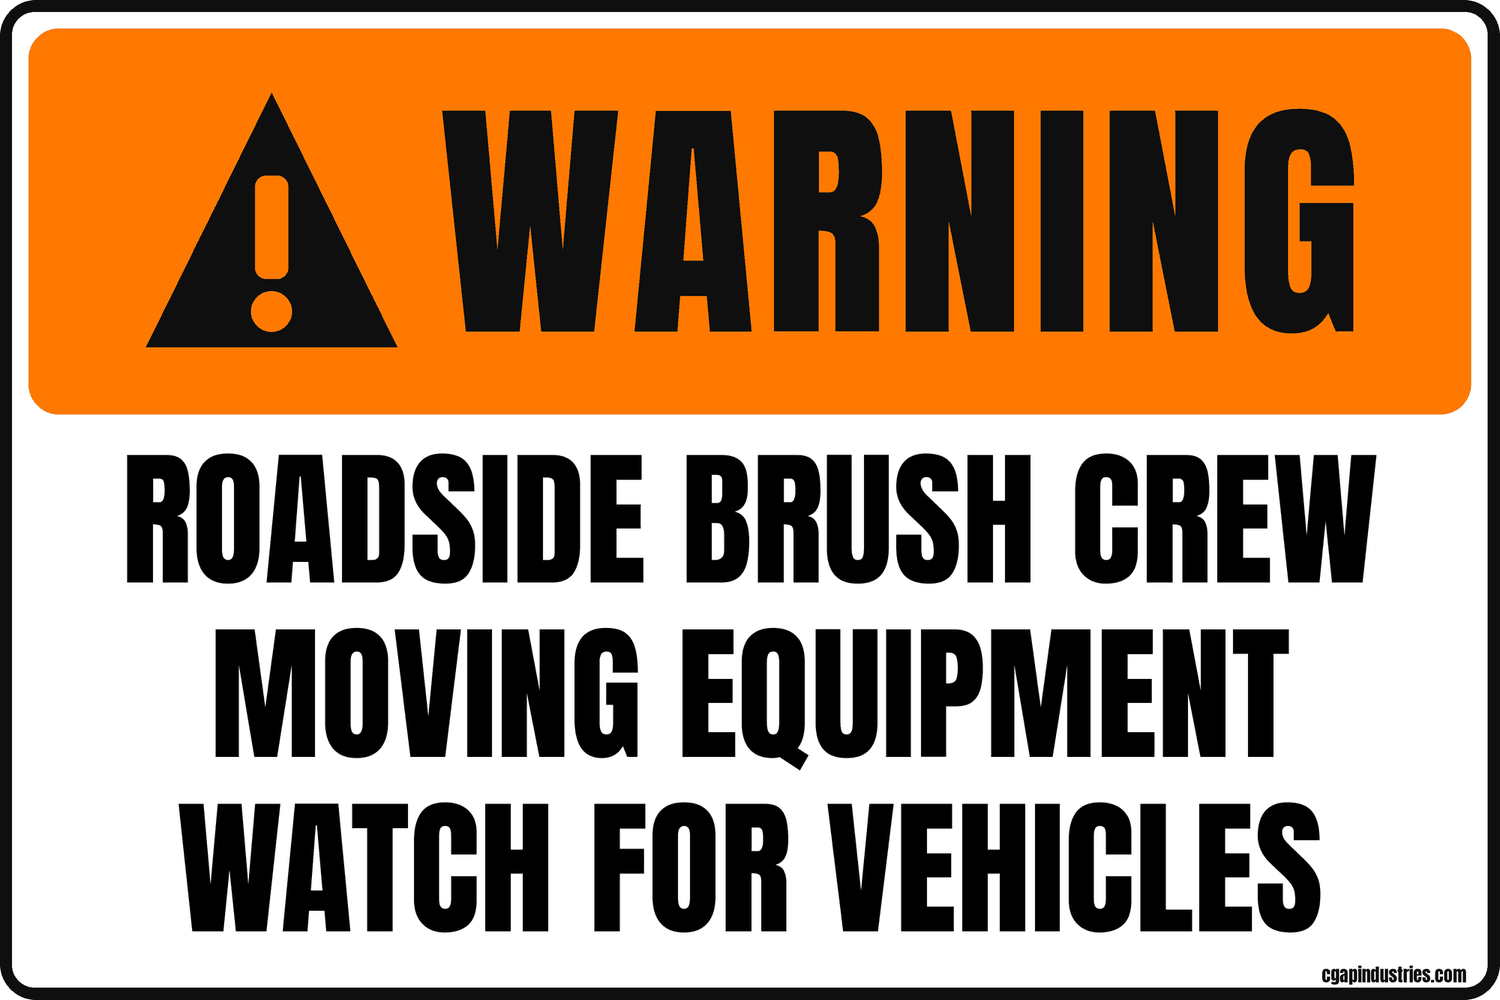 WARNING
ROADSIDE BRUSH CREW
MOVING EQUIPMENT
WATCH FOR VEHICLES
cgapindustries.com